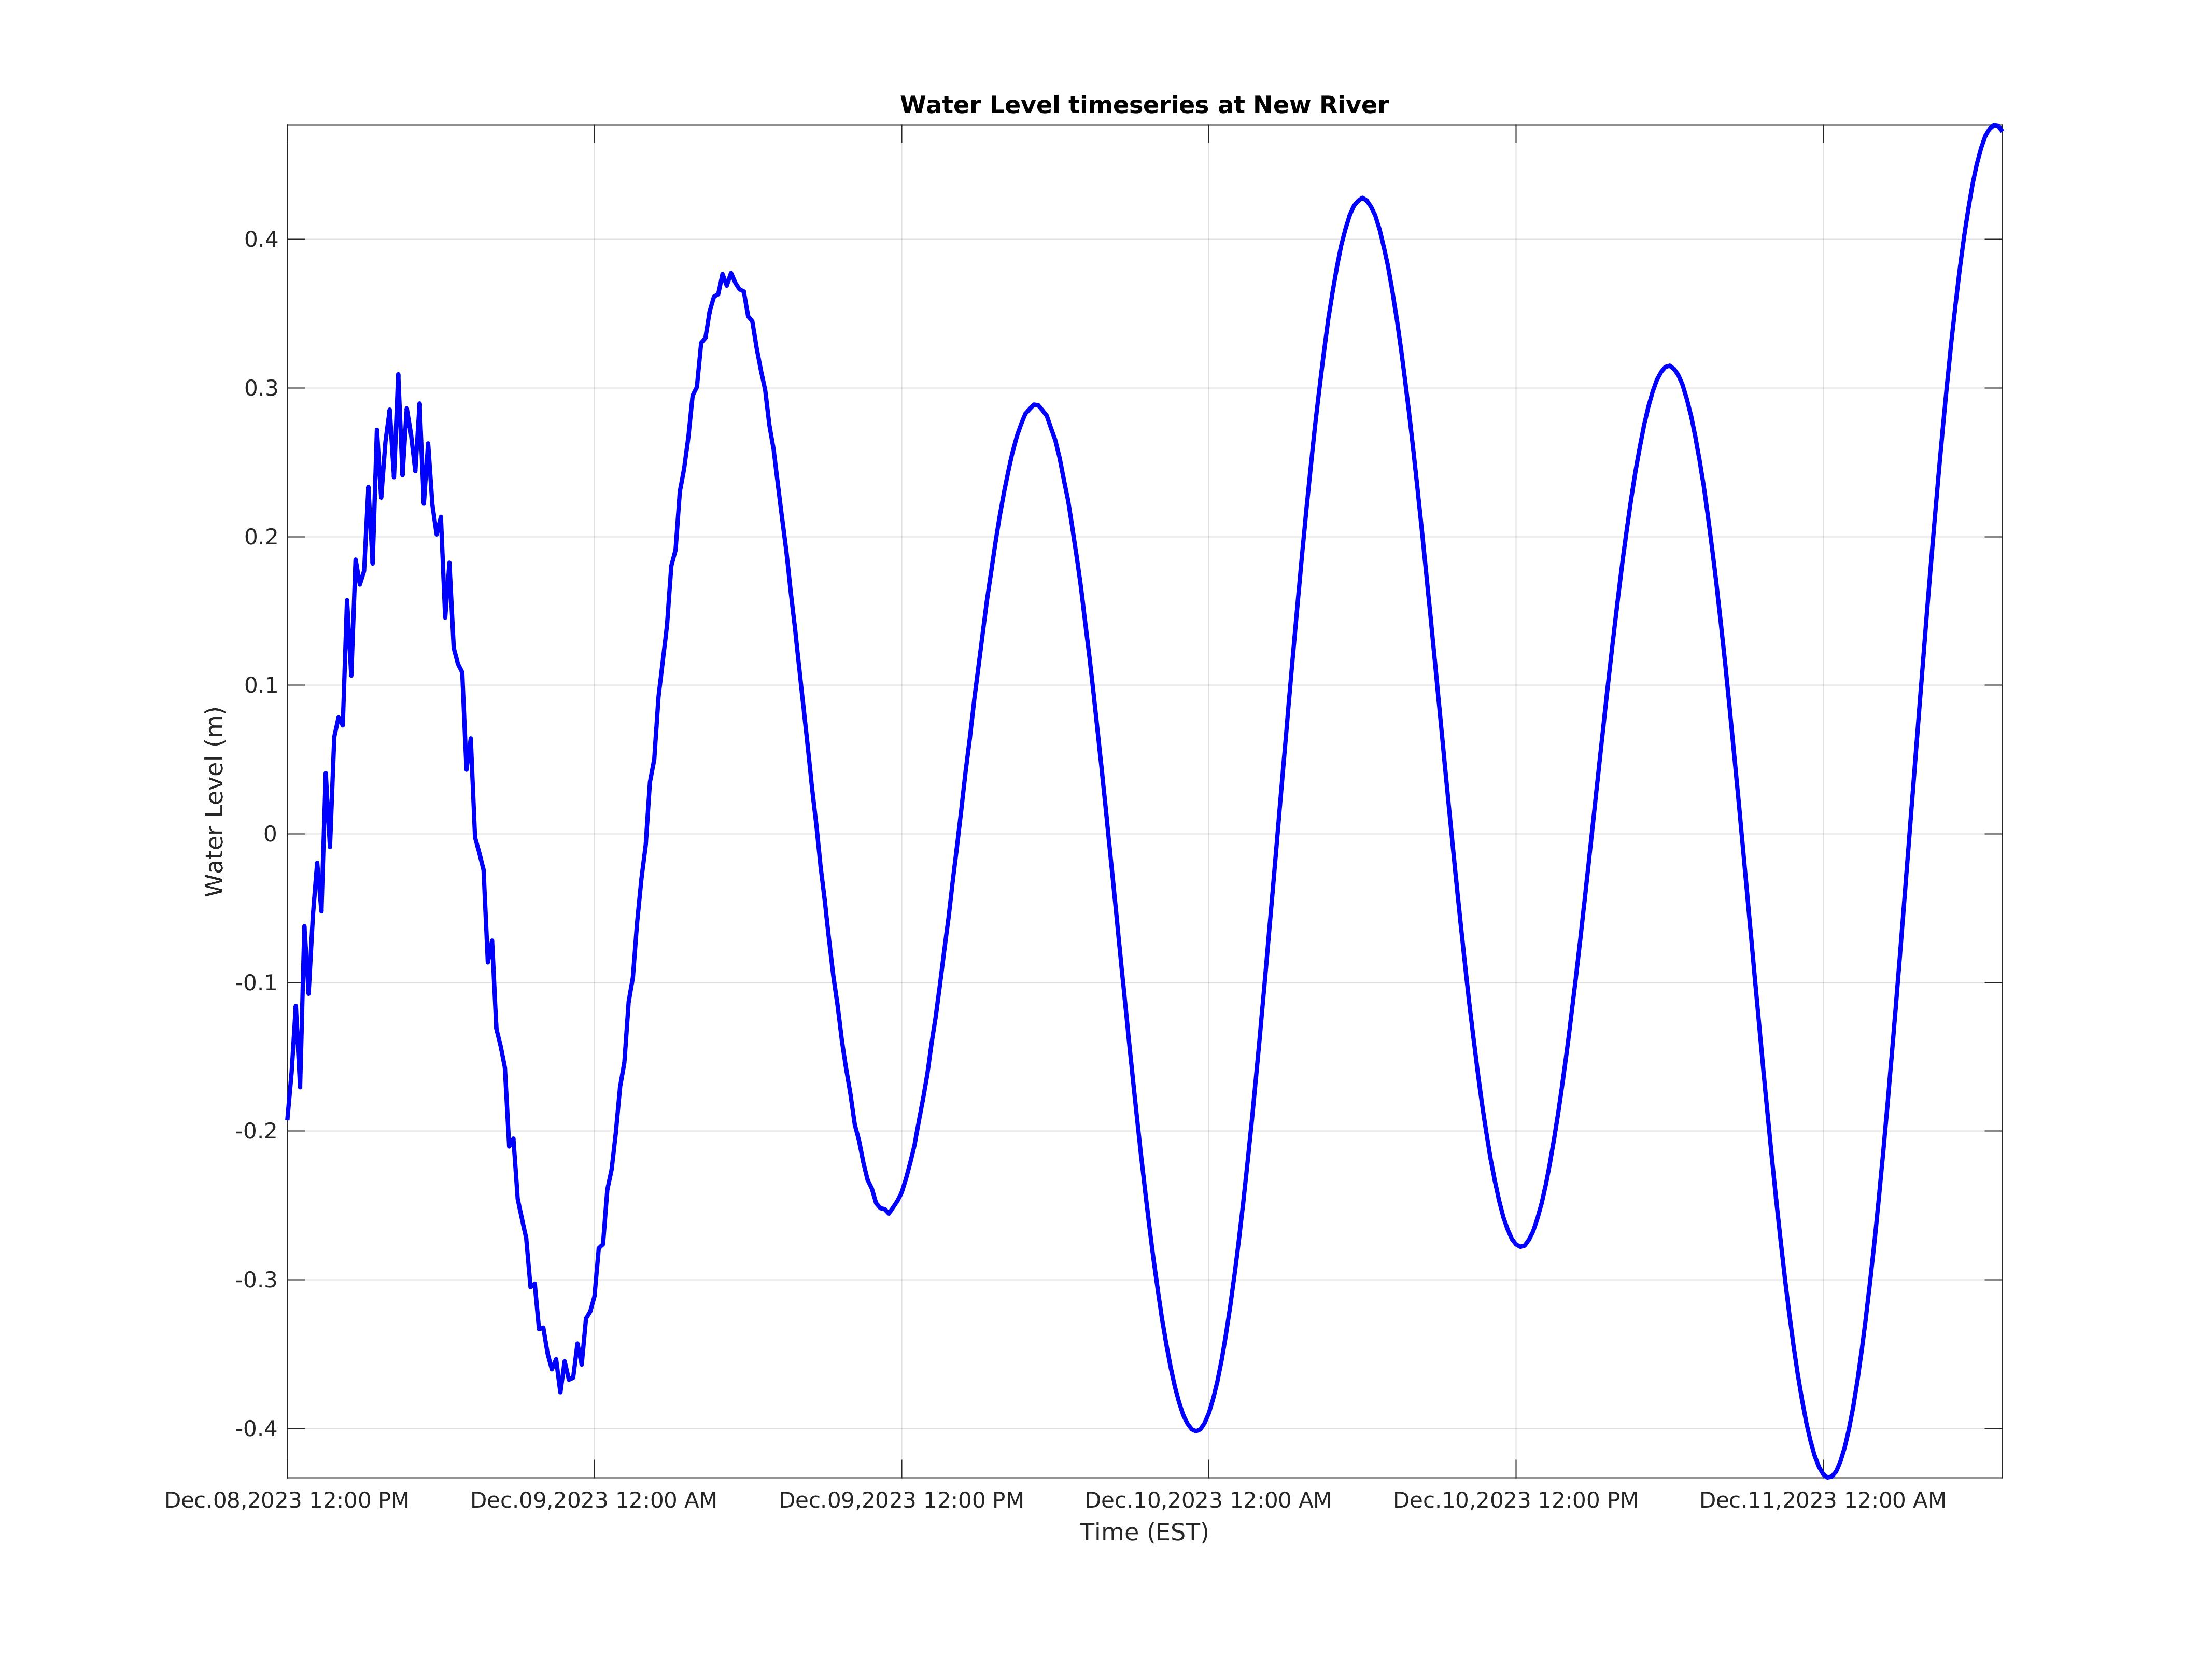 Water Level timeseries at New River
Water Level (m)
0.4
0.3
0.2
0.1
0
-0.1
-0.2
-0.3
-0.4
Dec.08,2023 12:00 PM Dec.09,2023 12:00 AM Dec.09,2023 12:00 PM Dec.10,2023 12:00 AM Dec.10,2023 12:00 PM Dec.11,2023 12:00 AM
Time (EST)